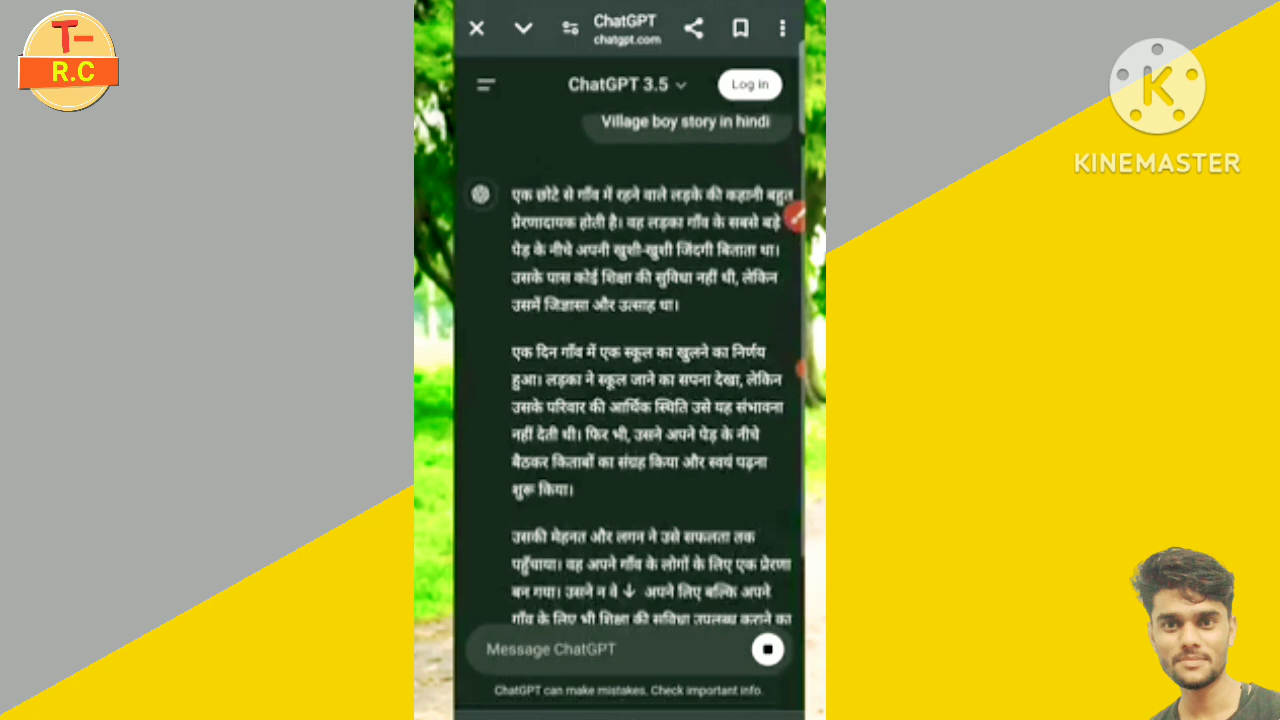 T-
R.C
ChatGPT
chatgpt.com
ChatGPT 3.5
Log in
KINEMASTER
Village boy story in hindi
एक छोटे से गाँव में रहने वाले लड़के की कहानी बहुत
प्रेरणादायक होती है। वह लड़का गाँव के सबसे बड़े
पेड़ के नीचे अपनी खुशी-खुशी जिंदगी बिताता था।
उसके पास कोई शिक्षा की सुविधा नहीं थी, लेकिन
उसमें जिज्ञासा और उत्साह था।
एक दिन गाँव में एक स्कूल का खुलने का निर्णय
हुआ। लड़का ने स्कूल जाने का सपना देखा, लेकिन
उसके परिवार की आर्थिक स्थिति उसे यह संभावना
नहीं देती थी। फिर भी, उसने अपने पेड़ के नीचे
बैठकर किताबों का संग्रह किया और स्वयं पढ़ना
शुरू किया।
उसकी मेहनत और लगन ने उसे सफलता तक
पहुँचाया। वह अपने गाँव के लोगों के लिए एक प्रेरणा
बन गया। उसने न अपने लिए बल्कि अपने
गाँव के लिए भी शिक्षा की सुविधा उपलब्ध कराने का
Message ChatGPT
ChatGPT can make mistakes. Check important info.